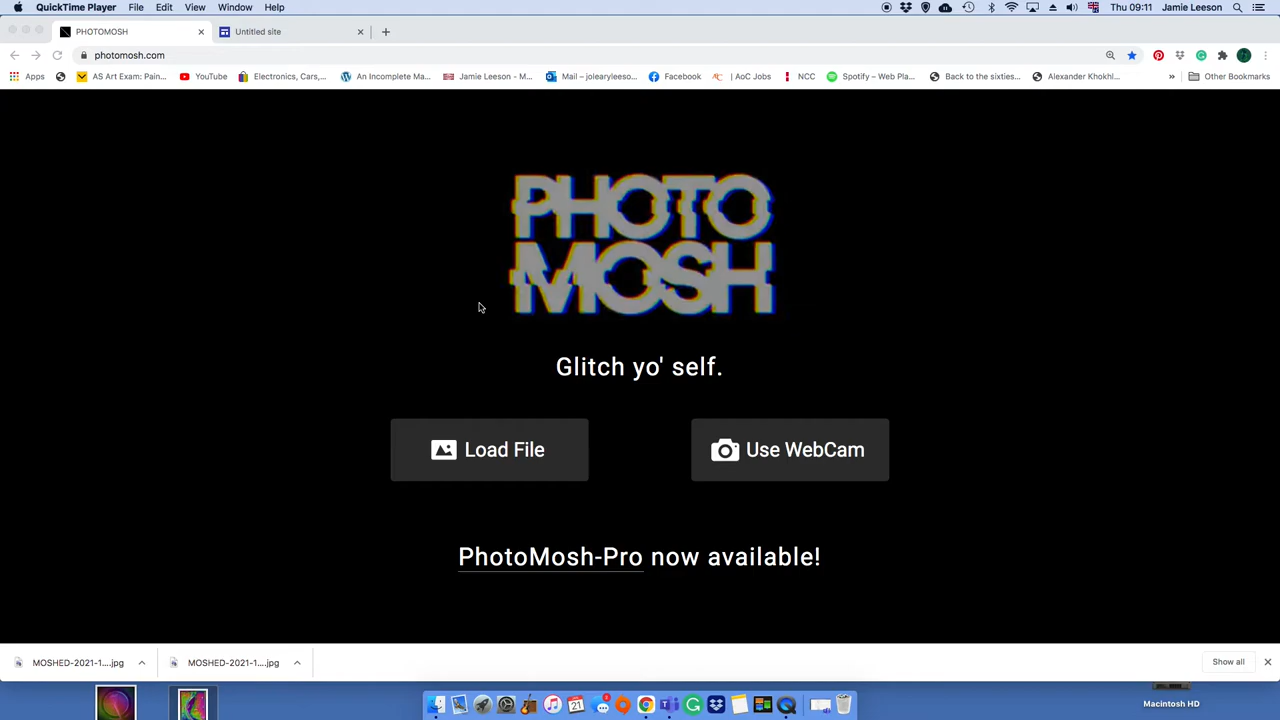 QuickTime Player File Edit View Window Help Thu 09:11 Jamie Leeson
PHOTOMOSH Untitled site
photomosh.com
Apps AS Art Exam: Pain... YouTube Electronics, Cars,... An Incomplete Ma... Jamie Leeson - M... Mail – jolearyleeso... Facebook | AoC Jobs NCC Spotify – Web Pla... Back to the sixties... Alexander Khokhl... » Other Bookmarks
PHOTO
MOSH
Glitch yo' self.
Load File Use WebCam
PhotoMosh-Pro now available!
MOSHED-2021-1....jpg MOSHED-2021-1....jpg Show all
Macintosh HD